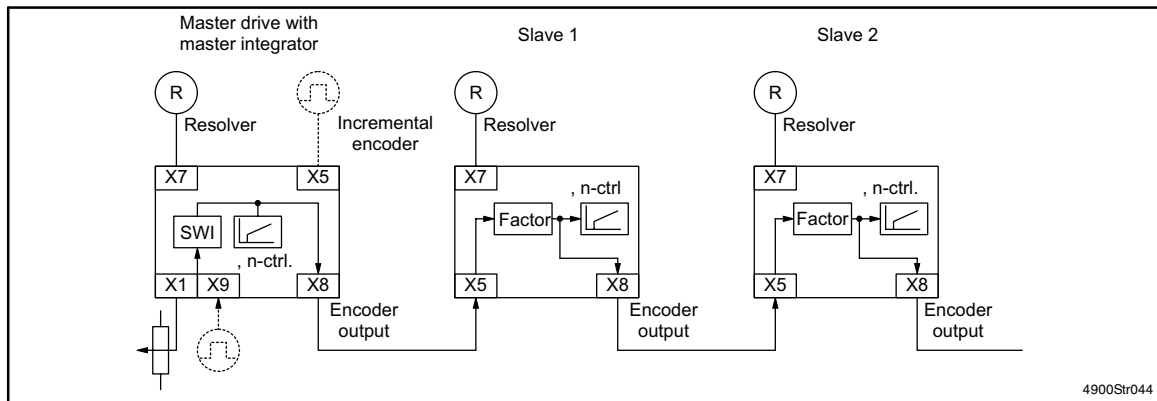 Master drive with
master integrator
Slave 1
Slave 2
R
R
R
Resolver
Incremental
encoder
Resolver
Resolver
X7
X5
X7
X7
SWI
, n-ctrl.
Factor
, n-ctrl
Factor
, n-ctrl.
X1
X9
X8
X5
X8
X5
X8
Encoder
output
Encoder
output
Encoder
output
4900Str044